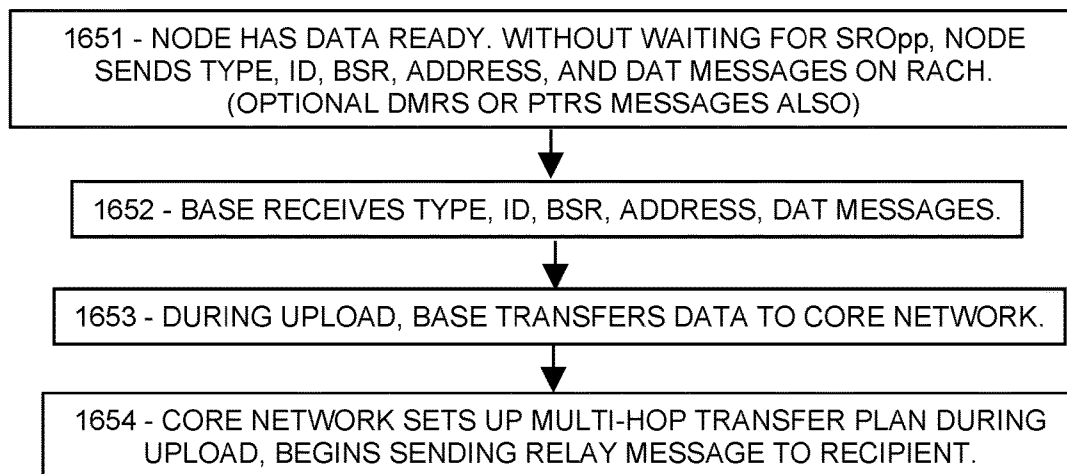 1651 - NODE HAS DATA READY. WITHOUT WAITING FOR SROpp, NODE
SENDS TYPE, ID, BSR, ADDRESS, AND DAT MESSAGES ON RACH.
(OPTIONAL DMRS OR PTRS MESSAGES ALSO)
1652 - BASE RECEIVES TYPE, ID, BSR, ADDRESS, DAT MESSAGES.
1653 - DURING UPLOAD, BASE TRANSFERS DATA TO CORE NETWORK.
1654 - CORE NETWORK SETS UP MULTI-HOP TRANSFER PLAN DURING
UPLOAD, BEGINS SENDING RELAY MESSAGE TO RECIPIENT.